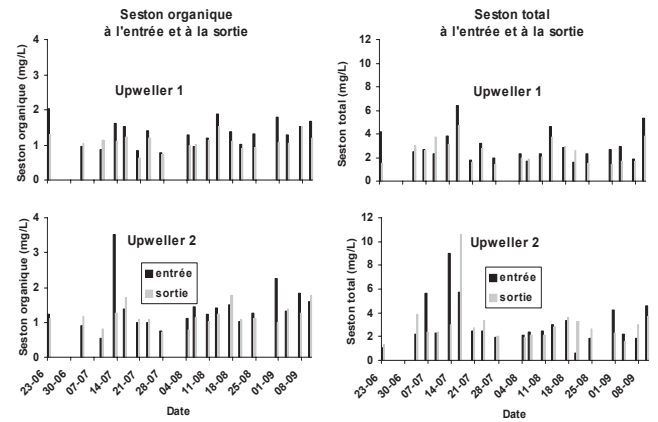 Seston organique
à l'entrée et à la sortie
Seston total
à l'entrée et à la sortie
Seston organique (mg/L)
4
3
2
1
0
Upweller 1
Seston total (mg/L)
12
10
8
6
4
2
0
Upweller 1
Seston organique (mg/L)
4
3
2
1
0
Upweller 2
entrée
sortie
23-06
30-06
07-07
14-07
21-07
28-07
04-08
11-08
18-08
25-08
01-09
08-09
Date
Seston total (mg/L)
12
10
8
6
4
2
0
Upweller 2
entrée
sortie
23-06
30-06
07-07
14-07
21-07
28-07
04-08
11-08
18-08
25-08
01-09
08-09
Date